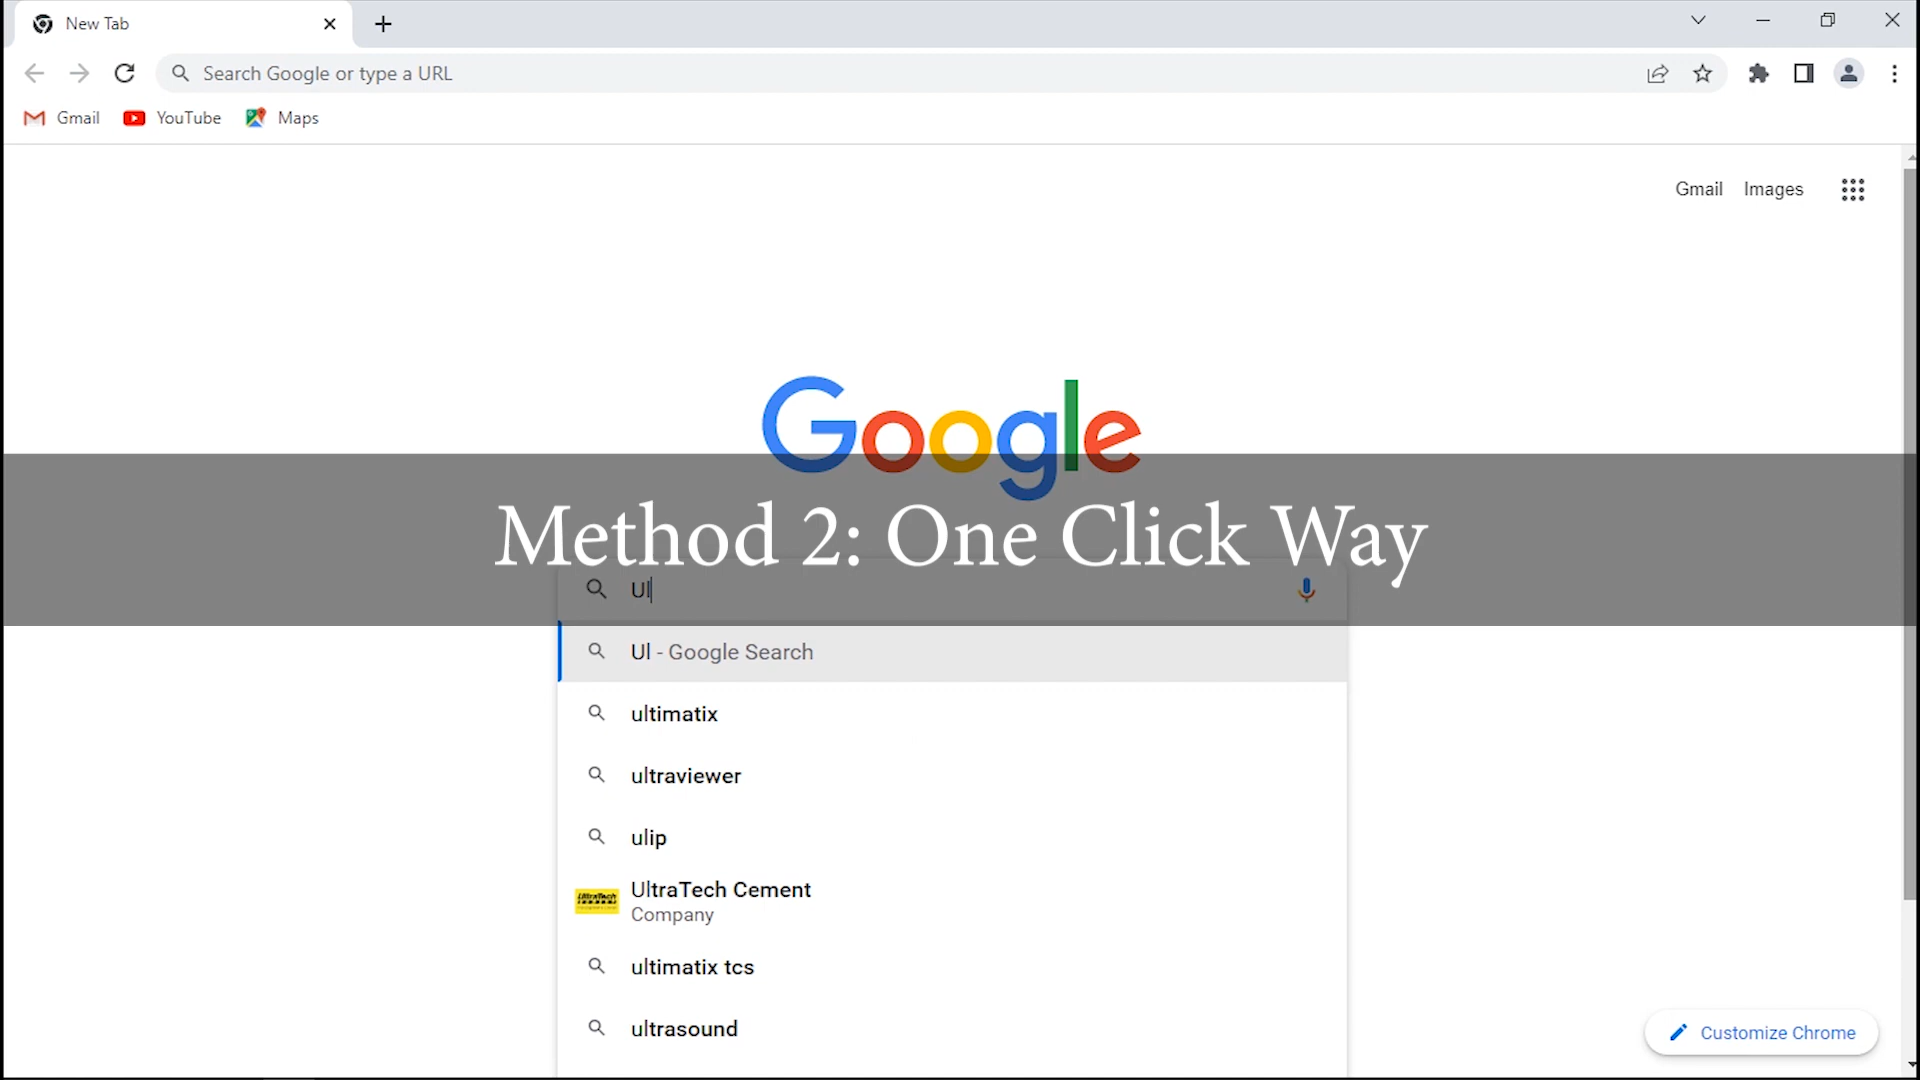 New Tab
Search Google or type a URL
Gmail YouTube Maps
Gmail Images
Google
Method 2: One Click Way
Ul
Ul - Google Search
ultimatix
ultraviewer
ulip
UltraTech
UltraTech Cement
Company
ultimatix tcs
ultrasound
Customize Chrome